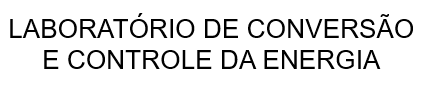 LABORATÓRIO DE CONVERSÃO
E CONTROLE DA ENERGIA